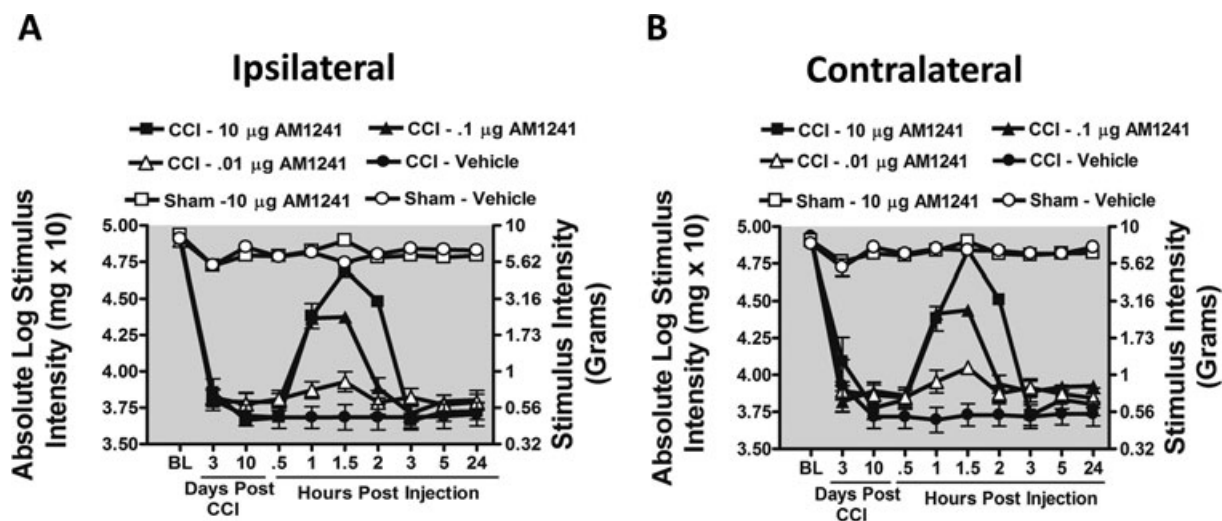 A
Ipsilateral
CCI - 10 μg AM1241
CCI - .1 μg AM1241
CCI - .01 μg AM1241
CCI - Vehicle
Sham -10 μg AM1241
Sham - Vehicle
Absolute Log Stimulus
Intensity (mg x 10)
5.00
4.75
4.50
4.25
4.00
3.75
3.50
10
5.62
3.16
1.73
1
0.56
0.32
Stimulus Intensity
(Grams)
BL 3 10 .5 1 1.5 2 3 5 24
Days Post
CCI
Hours Post Injection
B
Contralateral
CCI - 10 μg AM1241
CCI - .1 μg AM1241
CCI - .01 μg AM1241
CCI - Vehicle
Sham - 10 μg AM1241
Sham - Vehicle
Absolute Log Stimulus
Intensity (mg x 10)
5.00
4.75
4.50
4.25
4.00
3.75
3.50
10
5.62
3.16
1.73
1
0.56
0.32
Stimulus Intensity
(Grams)
BL 3 10 .5 1 1.5 2 3 5 24
Days Post
CCI
Hours Post Injection